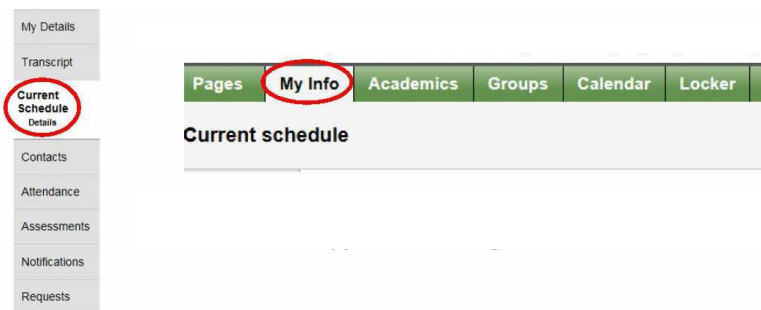 My Details
Transcript
Current
Schedule
Details
Contacts
Attendance
Assessments
Notifications
Requests
Pages My Info Academics Groups Calendar Locker
Current schedule